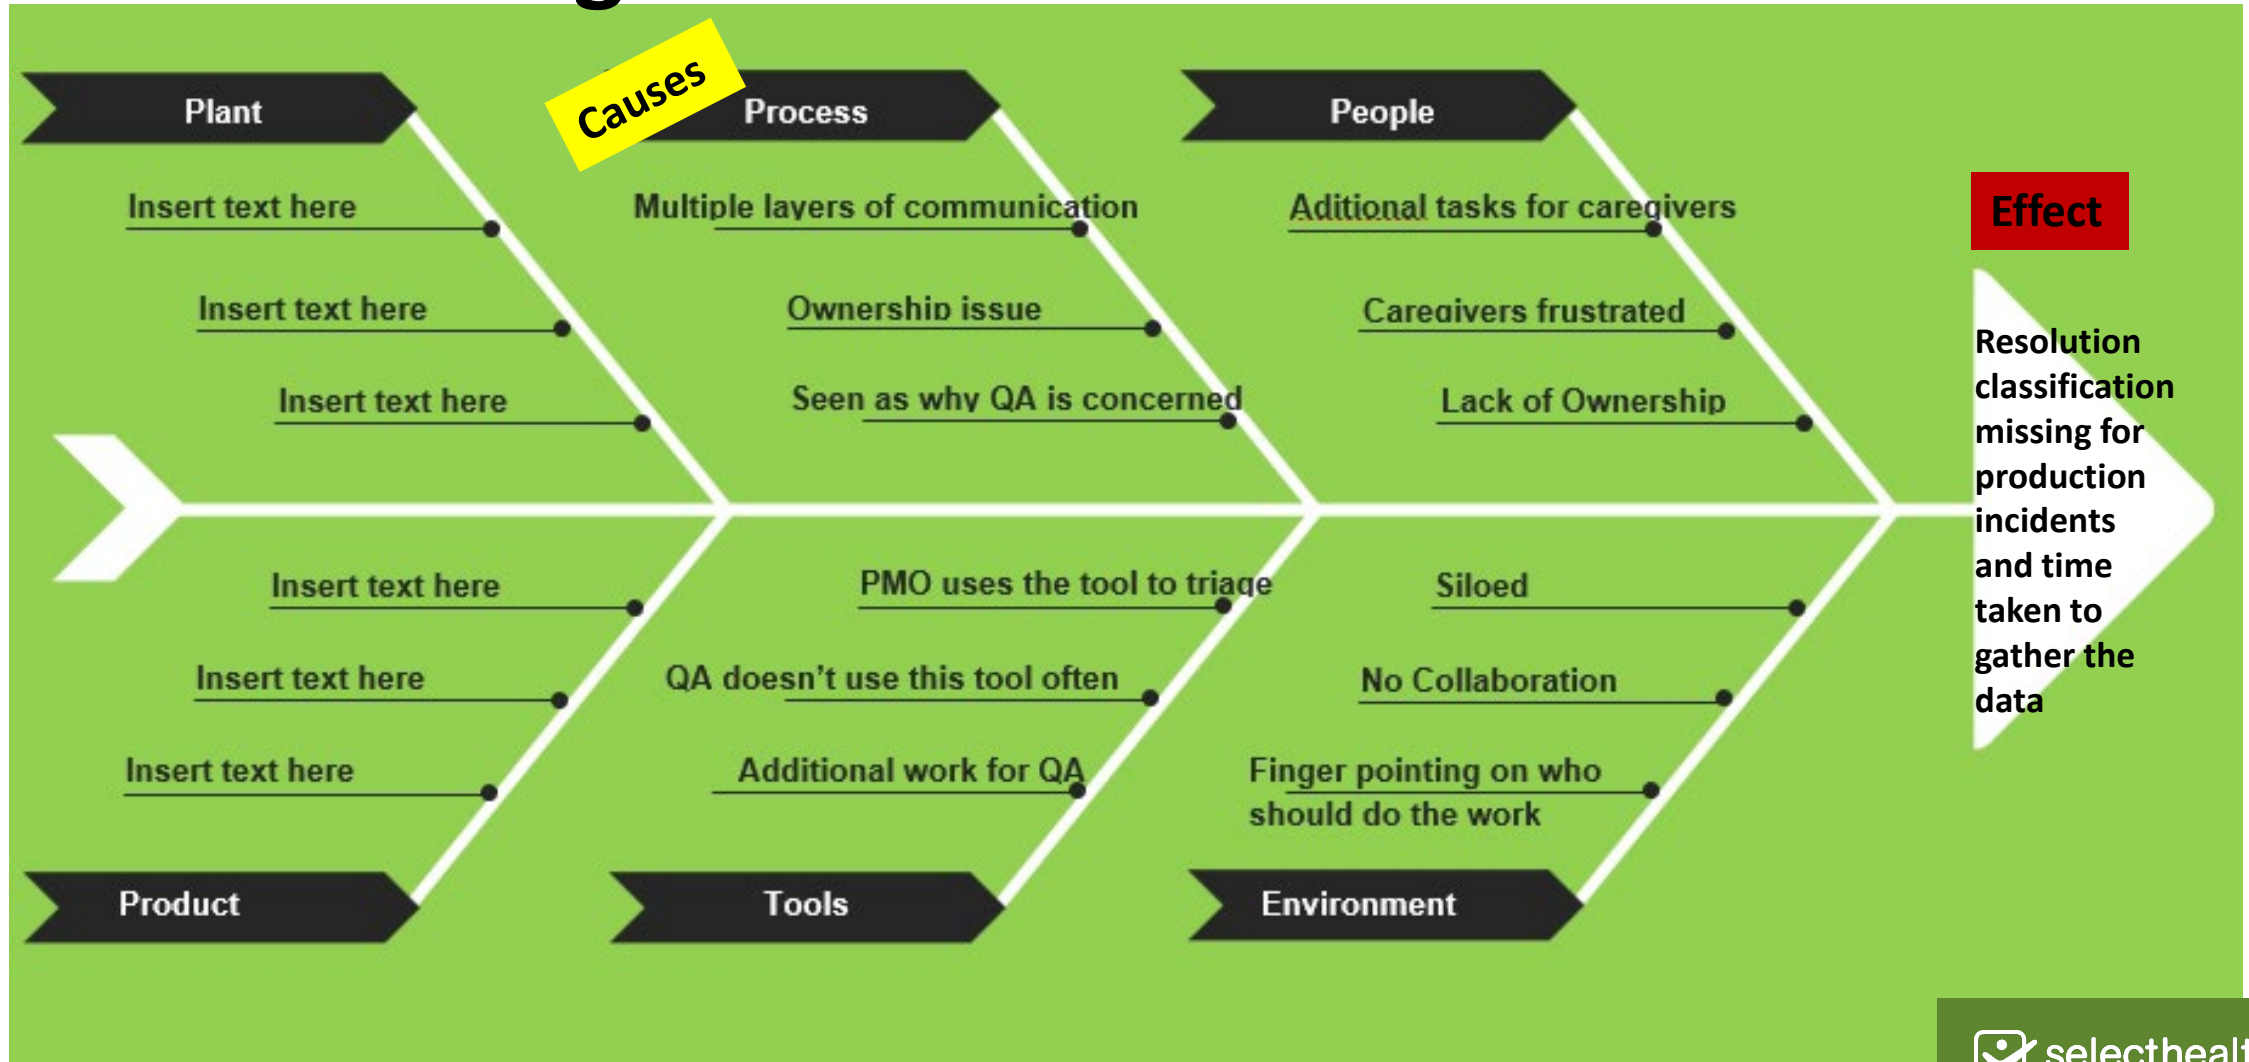 Causes
Plant
Process
People
Insert text here
Multiple layers of communication
Aditional tasks for caregivers
Effect
Insert text here
Ownership issue
Caregivers frustrated
Insert text here
Seen as why QA is concerned
Lack of Ownership
Resolution
classification
missing for
production
incidents
and time
taken to
gather the
data
Insert text here
PMO uses the tool to triage
Siloed
Insert text here
QA doesn't use this tool often
No Collaboration
Insert text here
Additional work for QA
Finger pointing on who
should do the work
Product
Tools
Environment
selecthealt